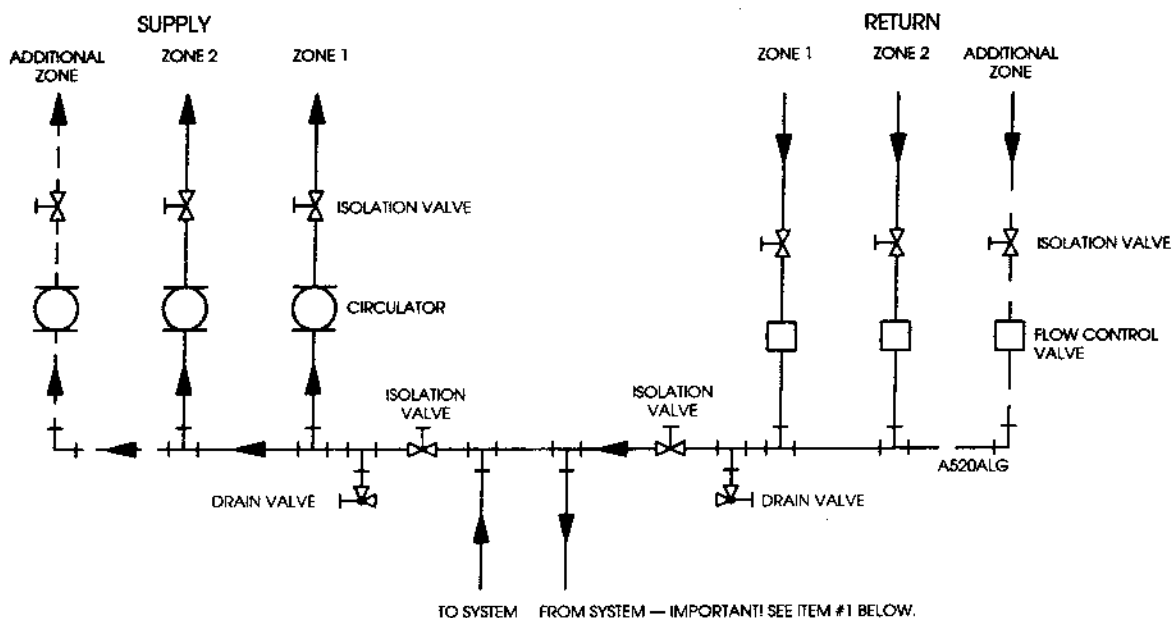 SUPPLY
RETURN
ADDITIONAL
ZONE
ZONE 2
ZONE 1
ZONE 1
ZONE 2
ADDITIONAL
ZONE
ISOLATION VALVE
ISOLATION VALVE
CIRCULATOR
FLOW CONTROL
VALVE
ISOLATION
VALVE
ISOLATION
VALVE
A520ALG
DRAIN VALVE
DRAIN VALVE
TO SYSTEM
FROM SYSTEM — IMPORTANT! SEE ITEM #1 BELOW.